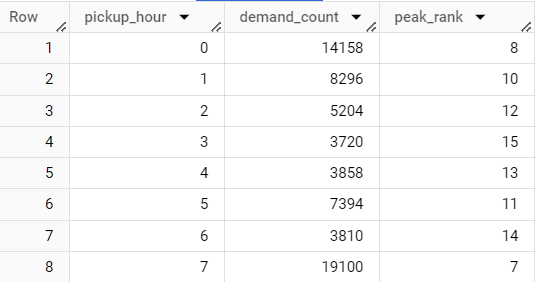 Row pickup_hour demand_count peak_rank
1 0 14158 8
2 1 8296 10
3 2 5204 12
4 3 3720 15
5 4 3858 13
6 5 7394 11
7 6 3810 14
8 7 19100 7